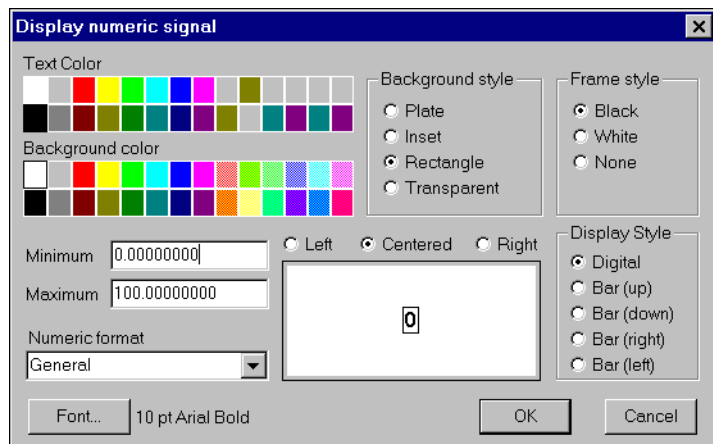 Display numeric signal
Text Color
Background color
Background style
Plate
Inset
Rectangle
Transparent
Frame style
Black
White
None
Minimum 0.00000000
Maximum 100.00000000
Numeric format
General
Left Centered Right
0
Display Style
Digital
Bar (up)
Bar (down)
Bar (right)
Bar (left)
Font... 10 pt Arial Bold
OK Cancel